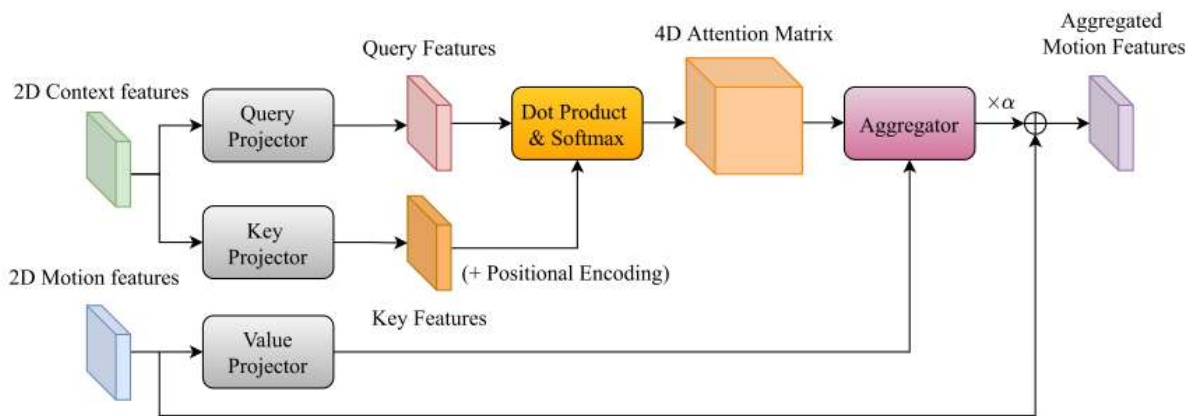 Aggregated
Motion Features
4D Attention Matrix
Query Features
2D Context features
Query
Projector
Dot Product
& Softmax
Aggregator
×α
Key
Projector
(+ Positional Encoding)
2D Motion features
Key Features
Value
Projector